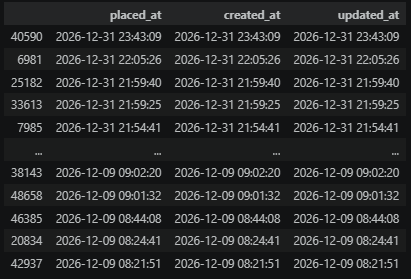 placed_at created_at updated_at
40590 2026-12-31 23:43:09 2026-12-31 23:43:09 2026-12-31 23:43:09
6981 2026-12-31 22:05:26 2026-12-31 22:05:26 2026-12-31 22:05:26
25182 2026-12-31 21:59:40 2026-12-31 21:59:40 2026-12-31 21:59:40
33613 2026-12-31 21:59:25 2026-12-31 21:59:25 2026-12-31 21:59:25
7985 2026-12-31 21:54:41 2026-12-31 21:54:41 2026-12-31 21:54:41
... ... ... ...
38143 2026-12-09 09:02:20 2026-12-09 09:02:20 2026-12-09 09:02:20
48658 2026-12-09 09:01:32 2026-12-09 09:01:32 2026-12-09 09:01:32
46385 2026-12-09 08:44:08 2026-12-09 08:44:08 2026-12-09 08:44:08
20834 2026-12-09 08:24:41 2026-12-09 08:24:41 2026-12-09 08:24:41
42937 2026-12-09 08:21:51 2026-12-09 08:21:51 2026-12-09 08:21:51